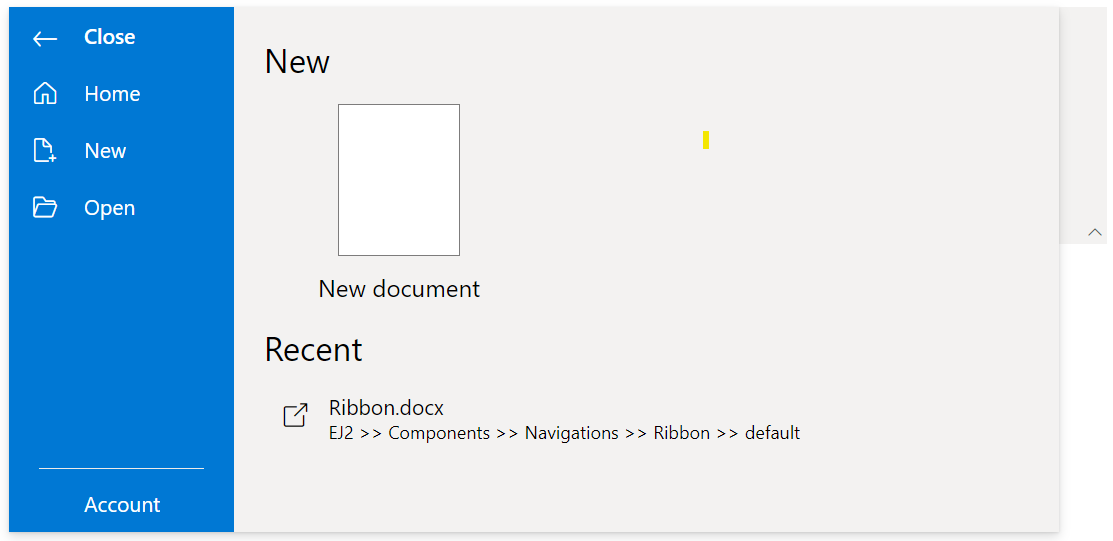 Close
Home
New
Open
Account
New
New document
Recent
Ribbon.docx
EJ2 >> Components >> Navigations >> Ribbon >> default